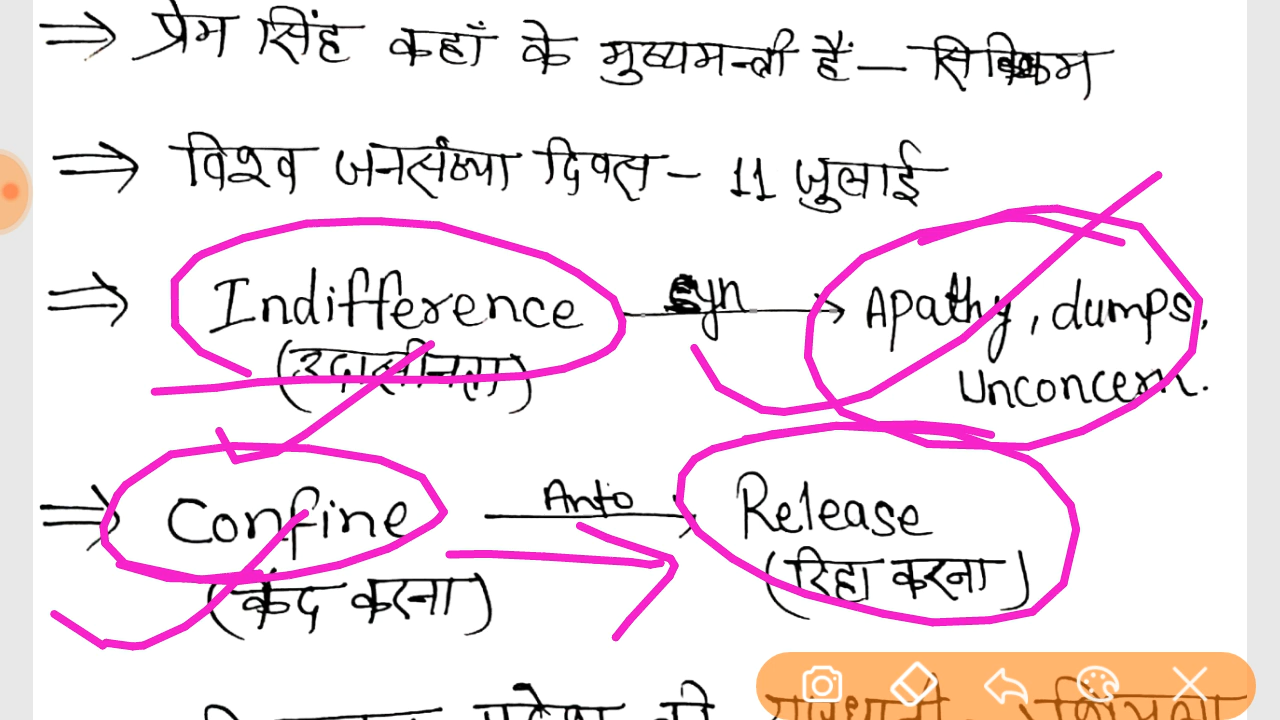 ⇒ प्रेम सिंह कहाँ के मुख्यमन्त्री हैं – सिक्किम
⇒ विश्व जनसंख्या दिवस – 11 जुलाई
⇒ Indifference syn → Apathy, dumps,
(उदासीनता) Unconcern.
⇒ Confine Anto → Release
(कैद करना) (रिहा करना)